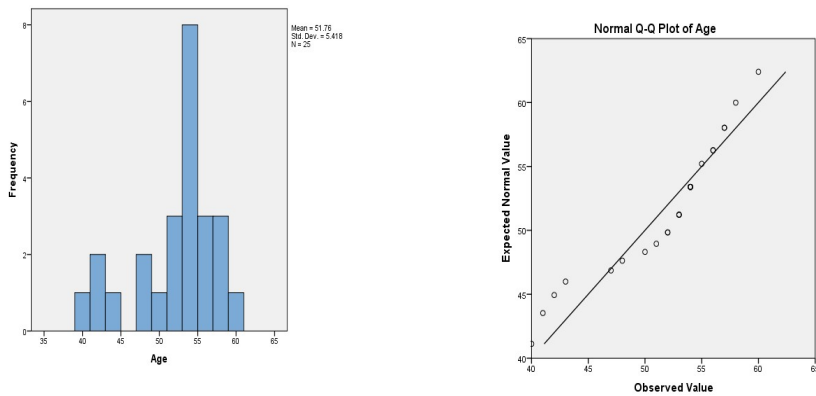 Mean = 51.76
Std. Dev. = 5.418
N = 25
Frequency
8
6
4
2
0
35 40 45 50 55 60 65
Age
Normal Q-Q Plot of Age
Expected Normal Value
65
60
55
50
45
40
40 45 50 55 60 65
Observed Value